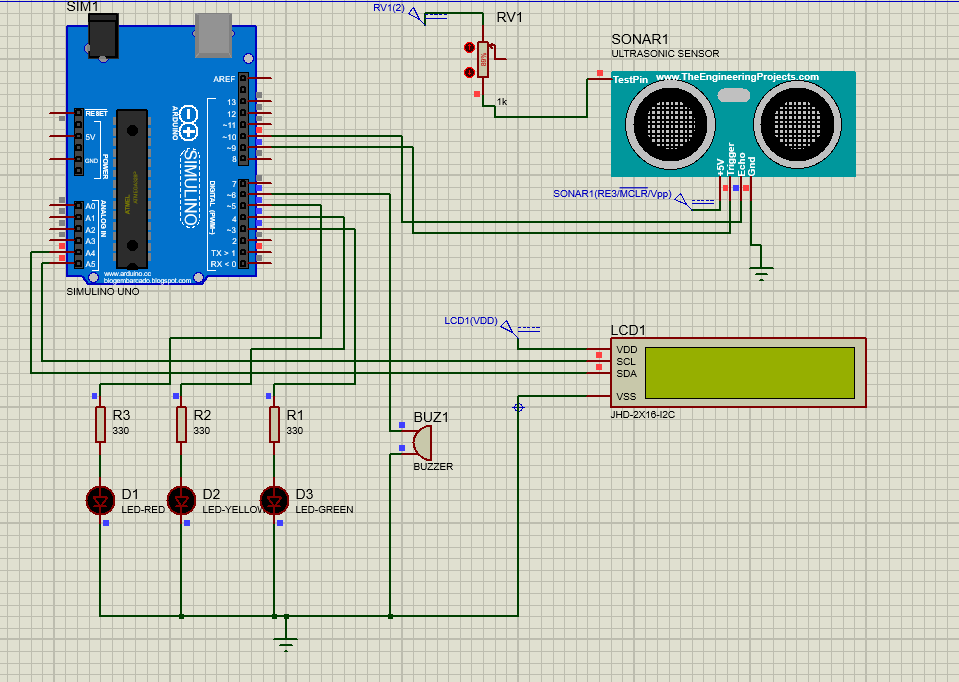 SIM1
RV1(2)
RV1
1k
SONAR1
ULTRASONIC SENSOR
TestPin
www.TheEngineeringProjects.com
+5V
Trigger
Echo
Gnd
SONAR1(RE3/MCLR/Vpp)
AREF
13
12
~11
~10
~9
8
7
~6
~5
4
~3
2
TX > 1
RX < 0
RESET
5V
GND
POWER
A0
A1
A2
A3
A4
A5
ANALOG IN
ARDUINO
SIMULINO
DIGITAL (PWM~)
ATMEL
www.arduino.cc
blogembarcado.blogspot.com
SIMULINO UNO
LCD1(VDD)
LCD1
VDD
SCL
SDA
VSS
JHD-2X16-I2C
R3
330
R2
330
R1
330
BUZ1
BUZZER
D1
LED-RED
D2
LED-YELLOW
D3
LED-GREEN